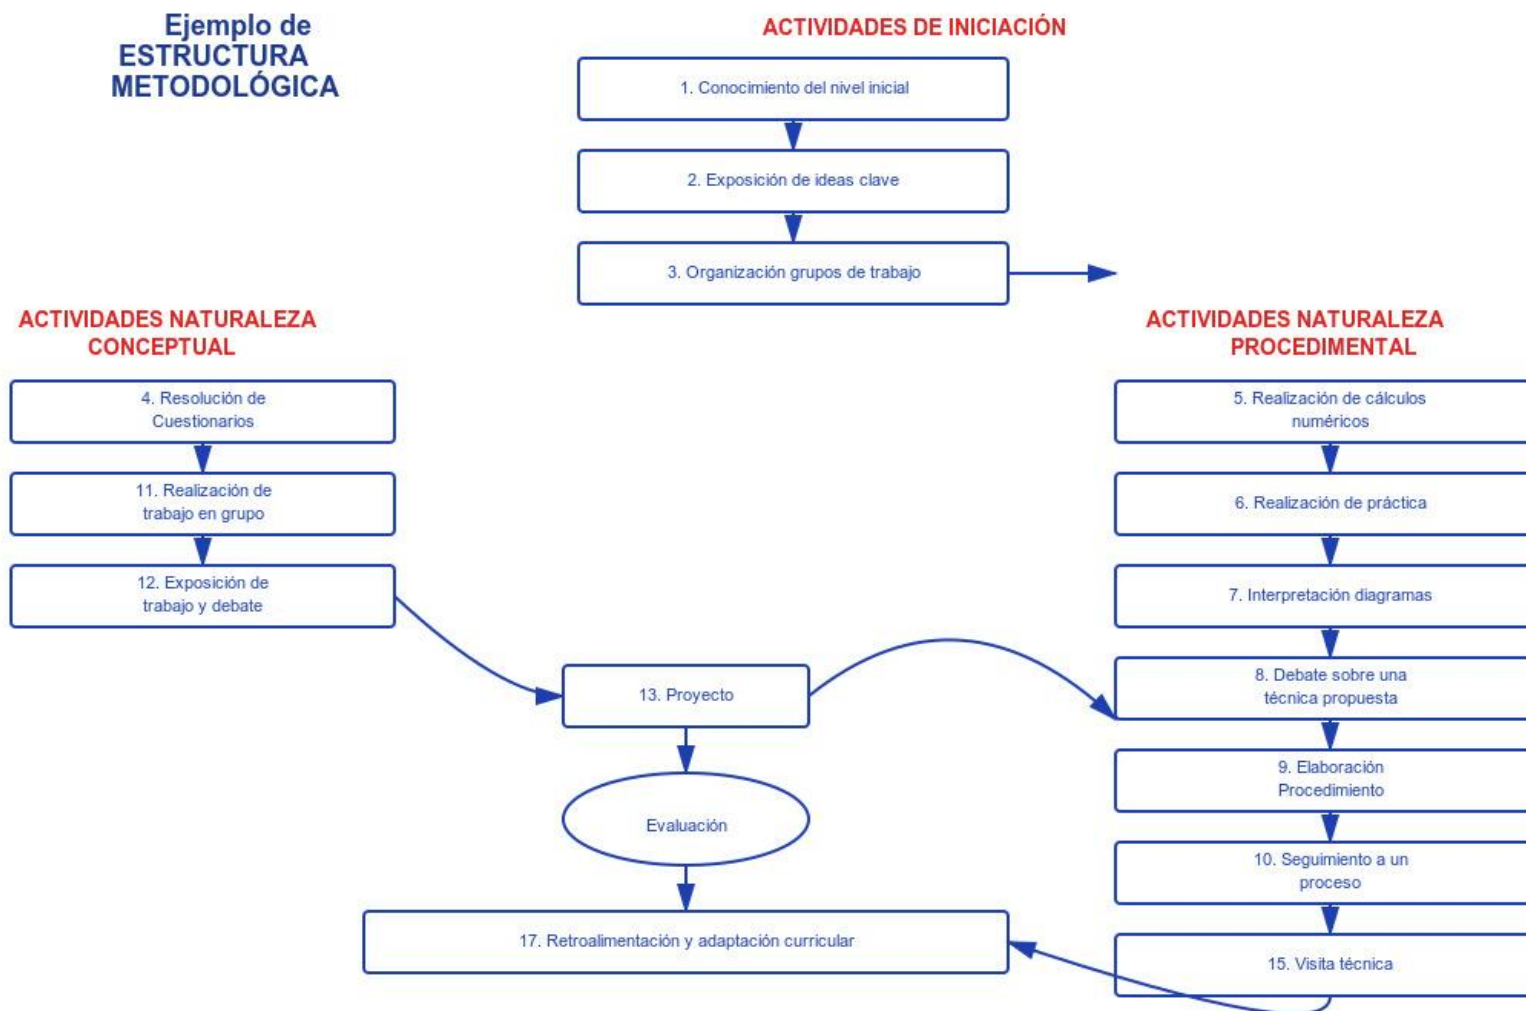 Ejemplo de
ESTRUCTURA
METODOLÓGICA
ACTIVIDADES DE INICIACIÓN
1. Conocimiento del nivel inicial
2. Exposición de ideas clave
3. Organización grupos de trabajo
ACTIVIDADES NATURALEZA
CONCEPTUAL
4. Resolución de
Cuestionarios
11. Realización de
trabajo en grupo
12. Exposición de
trabajo y debate
ACTIVIDADES NATURALEZA
PROCEDIMENTAL
5. Realización de cálculos
numéricos
6. Realización de práctica
7. Interpretación diagramas
8. Debate sobre una
técnica propuesta
9. Elaboración
Procedimiento
10. Seguimiento a un
proceso
15. Visita técnica
13. Proyecto
Evaluación
17. Retroalimentación y adaptación curricular